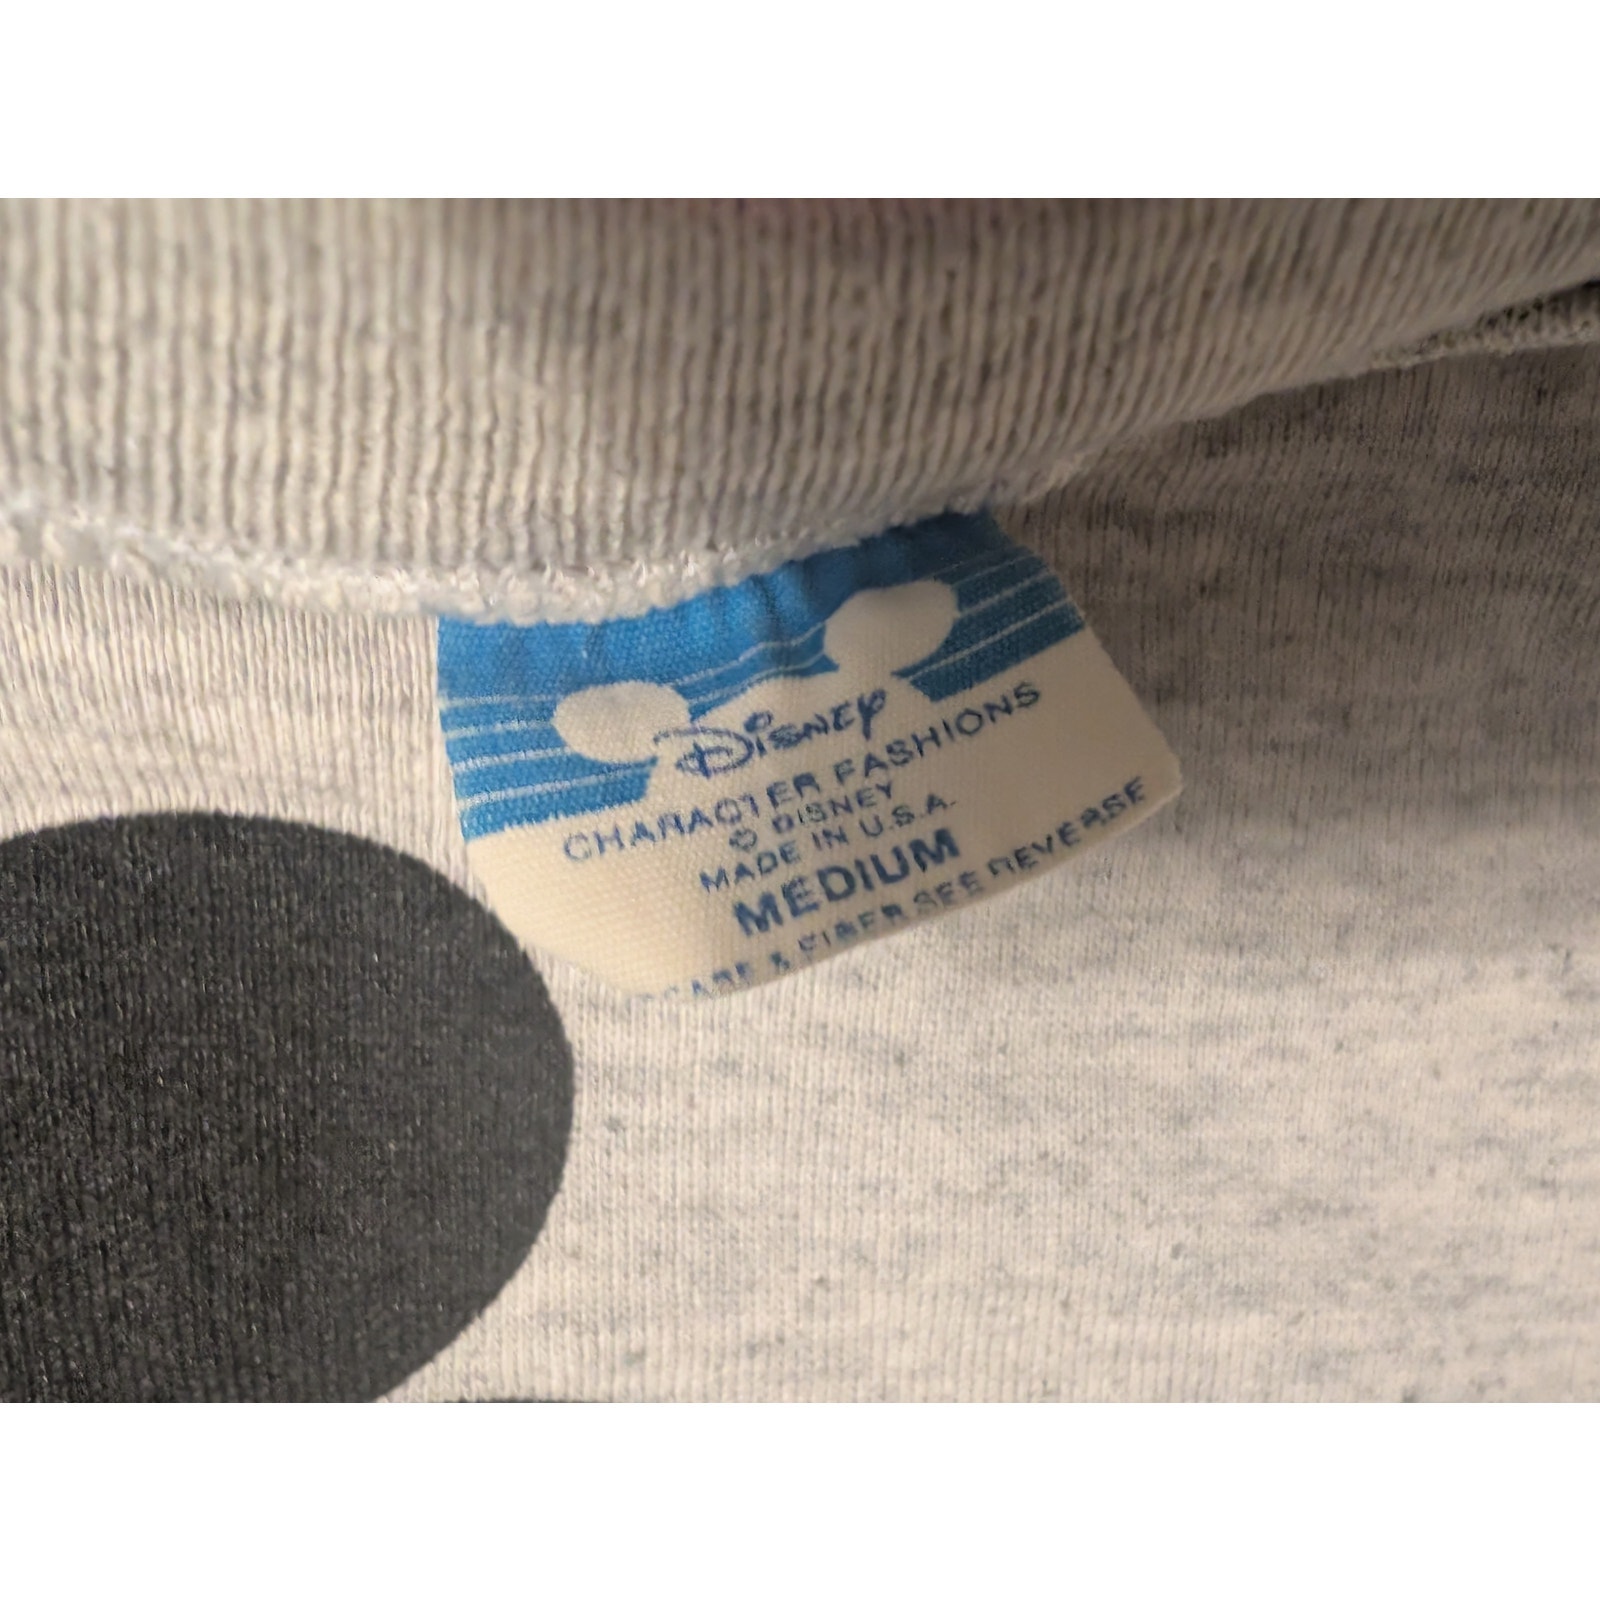 Disney
CHARACTER FASHIONS
© DISNEY
MADE IN U.S.A.
MEDIUM
CARE & FIBER SEE REVERSE